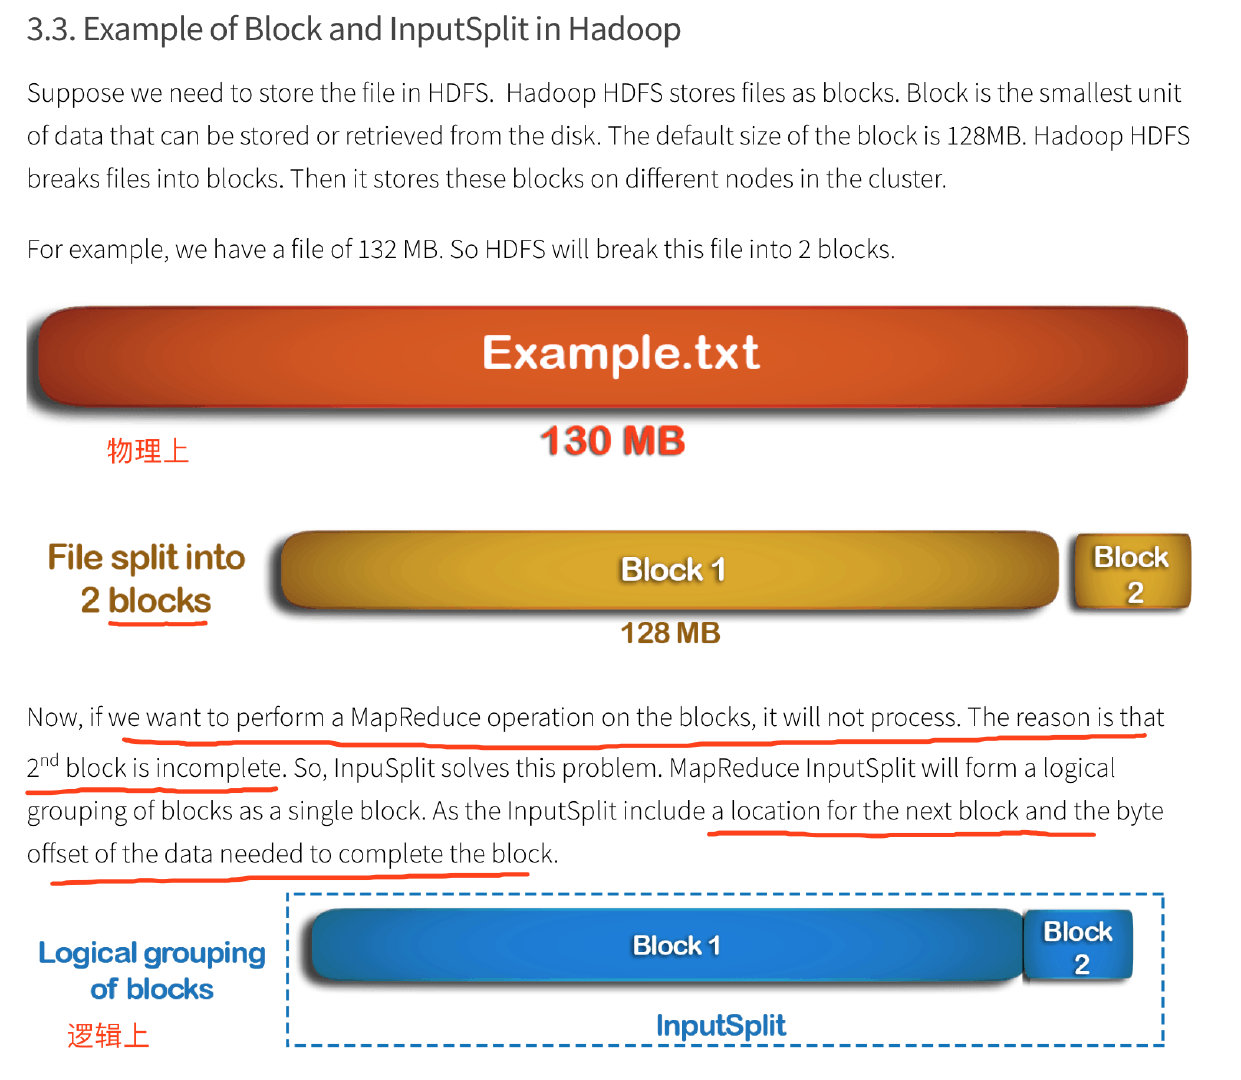 3.3. Example of Block and InputSplit in Hadoop
Suppose we need to store the file in HDFS. Hadoop HDFS stores files as blocks. Block is the smallest unit
of data that can be stored or retrieved from the disk. The default size of the block is 128MB. Hadoop HDFS
breaks files into blocks. Then it stores these blocks on different nodes in the cluster.
For example, we have a file of 132 MB. So HDFS will break this file into 2 blocks.
Example.txt
130 MB
物理上
File split into
2 blocks
Block 1
Block
2
128 MB
Now, if we want to perform a MapReduce operation on the blocks, it will not process. The reason is that
2nd block is incomplete. So, InpuSplit solves this problem. MapReduce InputSplit will form a logical
grouping of blocks as a single block. As the InputSplit include a location for the next block and the byte
offset of the data needed to complete the block.
Logical grouping
of blocks
逻辑上
Block 1
Block
2
InputSplit